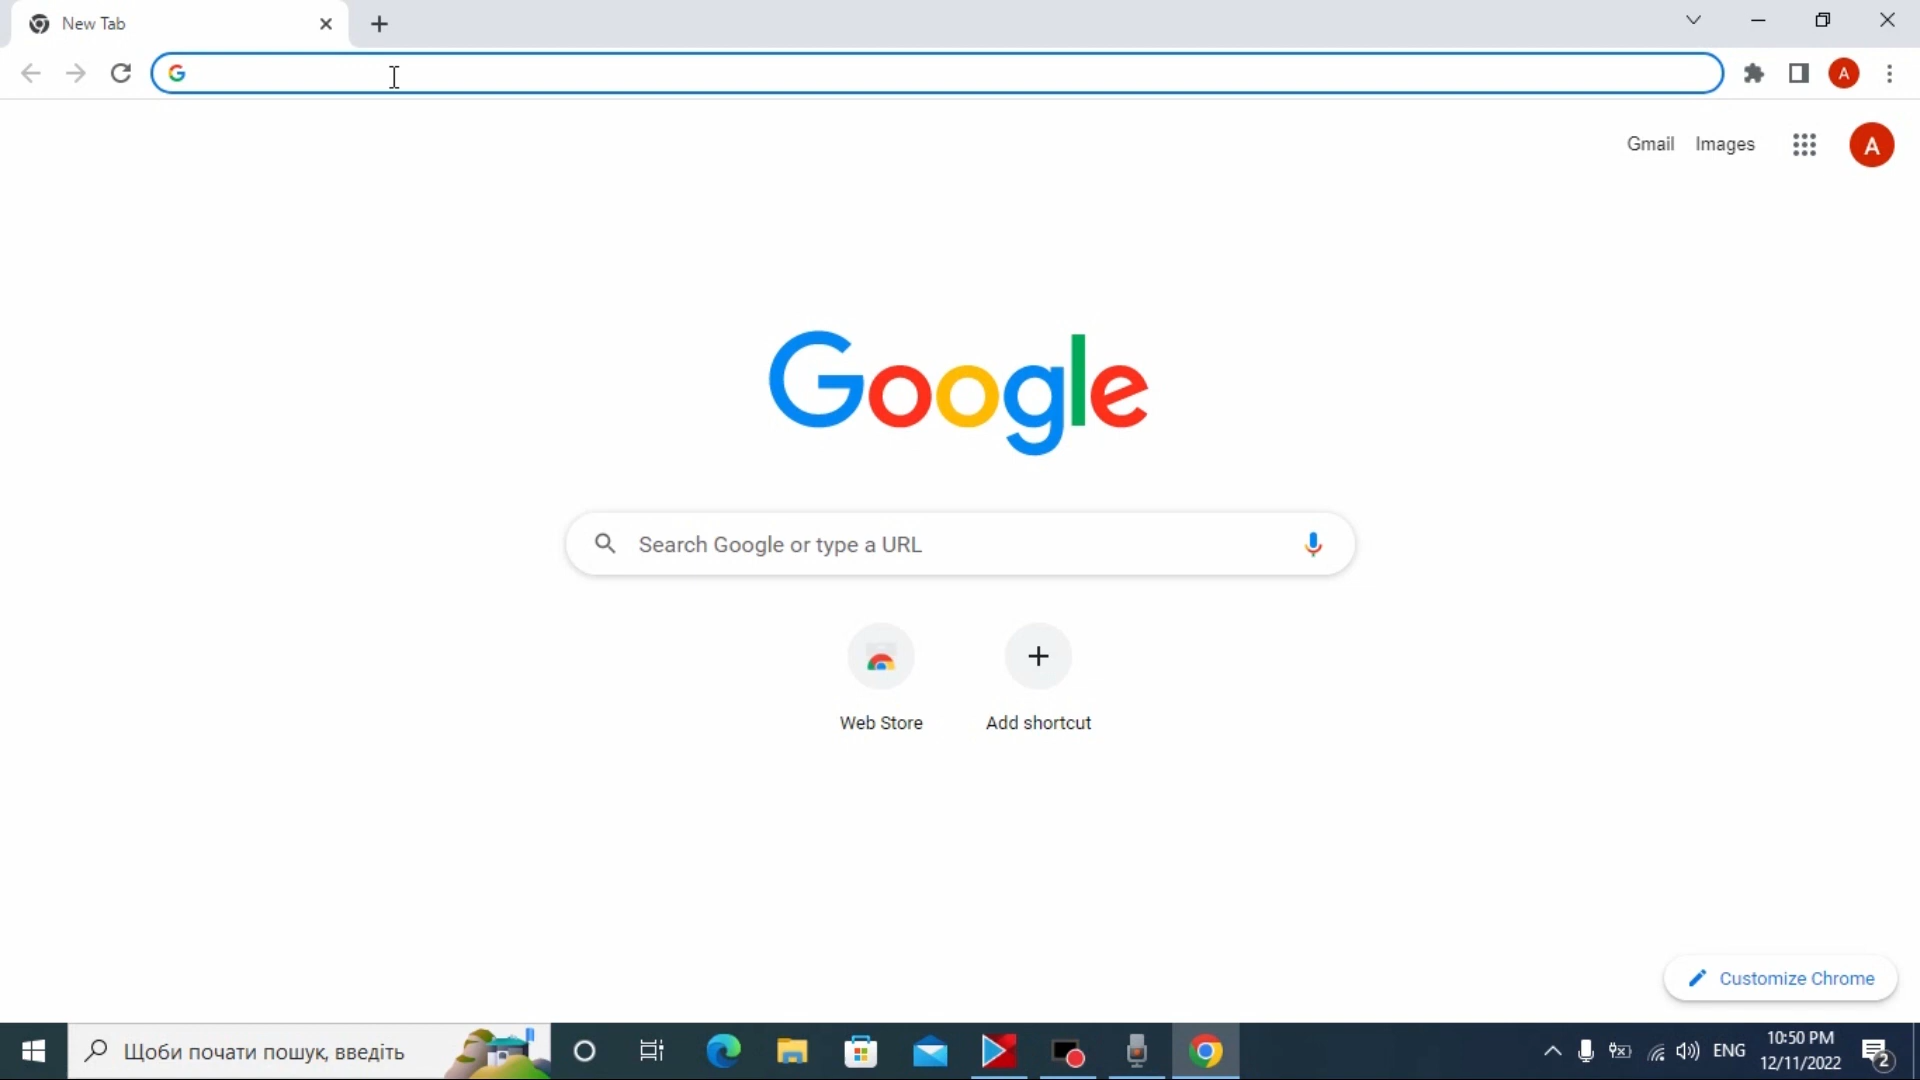 New Tab
A
Gmail Images
A
Google
Search Google or type a URL
Web Store Add shortcut
Customize Chrome
Щоби почати пошук, введіть
ENG
10:50 PM
12/11/2022
2